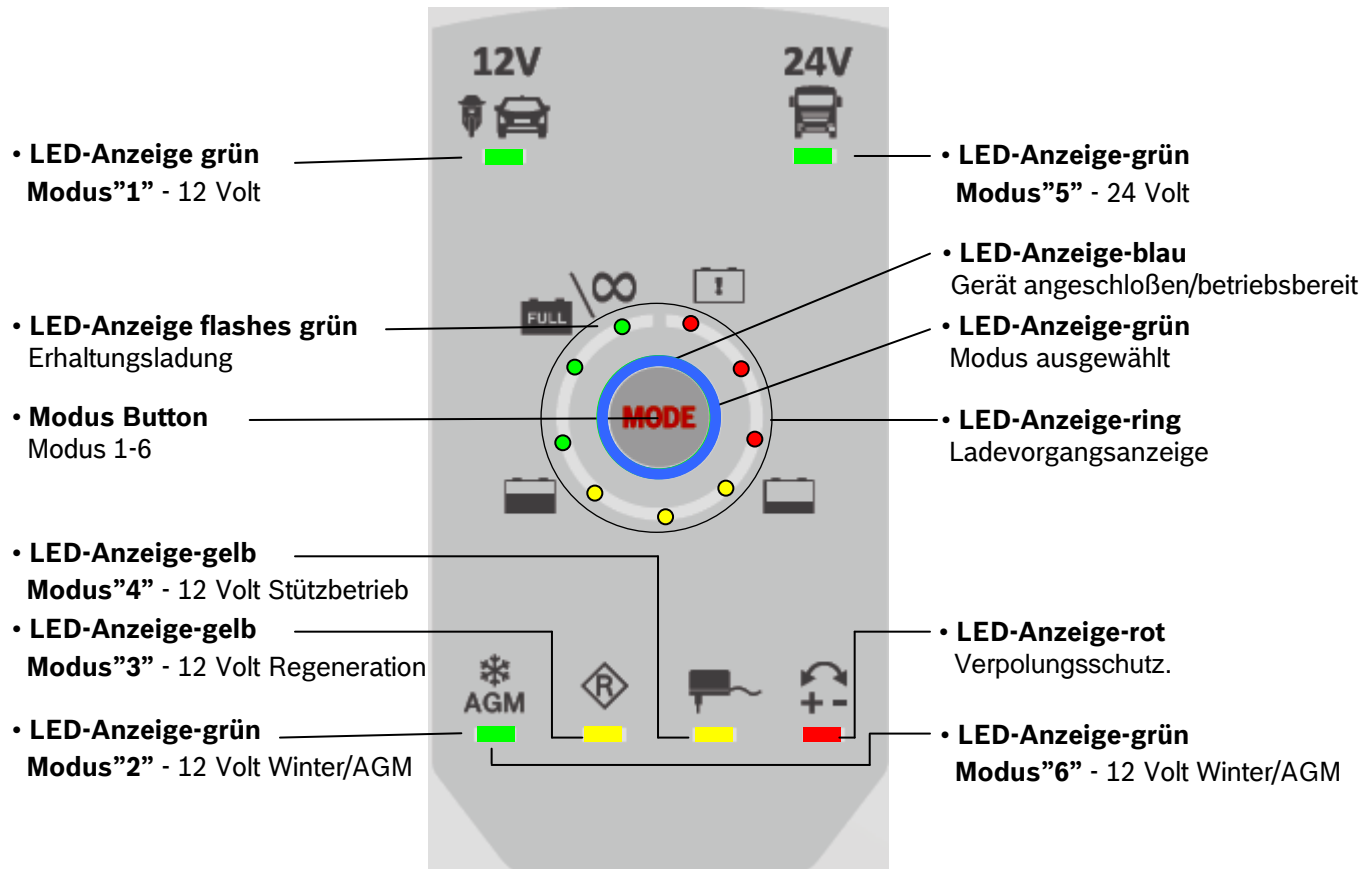 12V
24V
• LED-Anzeige grün
Modus”1” - 12 Volt
• LED-Anzeige-grün
Modus”5” - 24 Volt
• LED-Anzeige-blau
Gerät angeschloßen/betriebsbereit
∞
!
FULL
• LED-Anzeige flashes grün
Erhaltungsladung
• LED-Anzeige-grün
Modus ausgewählt
• Modus Button
Modus 1-6
MODE
• LED-Anzeige-ring
Ladevorgangsanzeige
• LED-Anzeige-gelb
Modus”4” - 12 Volt Stützbetrieb
• LED-Anzeige-gelb
Modus”3” - 12 Volt Regeneration
• LED-Anzeige-rot
Verpolungsschutz.
AGM
R
+ -
• LED-Anzeige-grün
Modus”2” - 12 Volt Winter/AGM
• LED-Anzeige-grün
Modus”6” - 12 Volt Winter/AGM